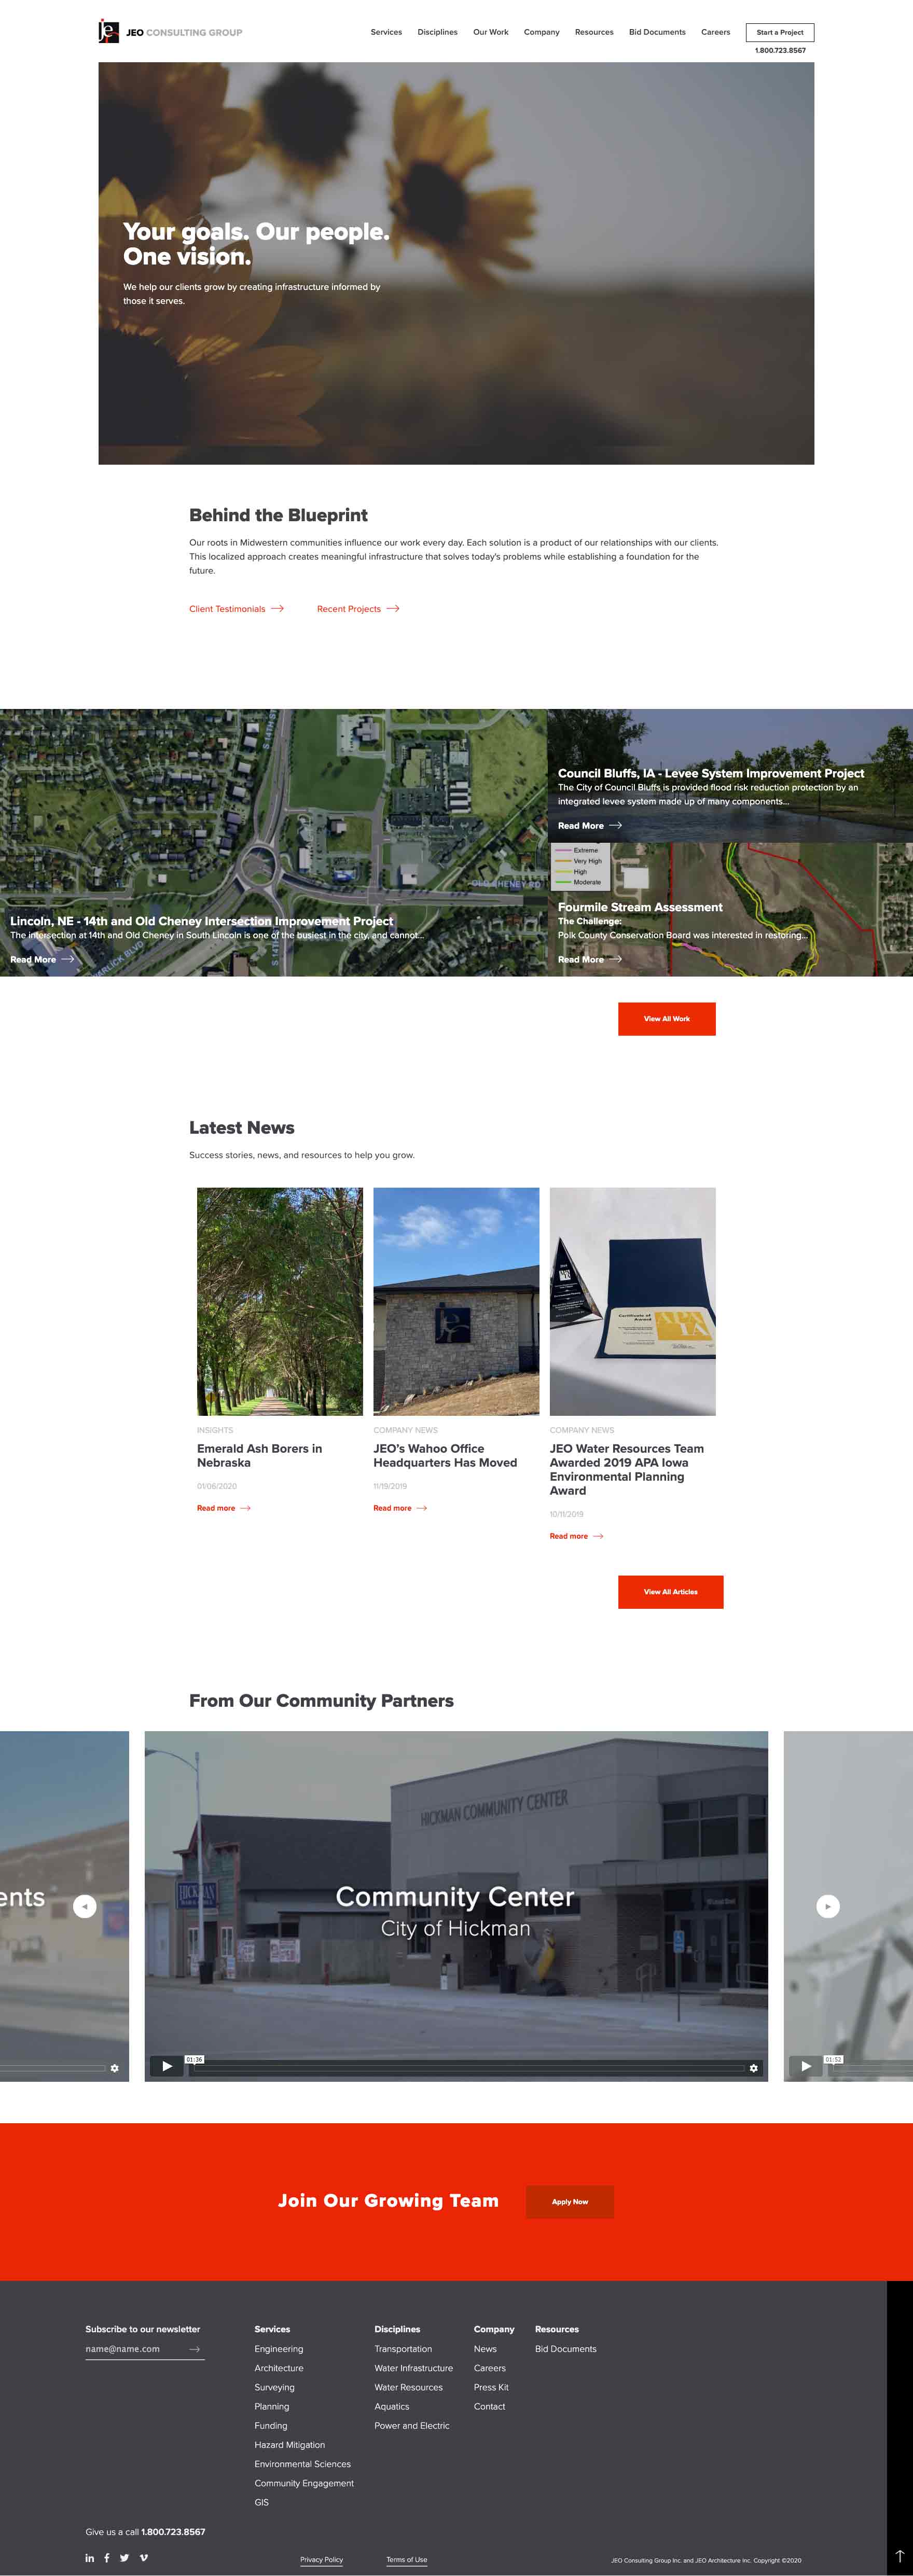 JEO CONSULTING GROUP
Services Disciplines Our Work Company Resources Bid Documents Careers Start a Project
1.800.723.8567
Your goals. Our people.
One vision.
We help our clients grow by creating infrastructure informed by
those it serves.
Behind the Blueprint
Our roots in Midwestern communities influence our work every day. Each solution is a product of our relationships with our clients.
This localized approach creates meaningful infrastructure that solves today's problems while establishing a foundation for the
future.
Client Testimonials
Recent Projects
S 14TH ST
OLD CHENEY RD
WARLICK BLVD
S 14TH ST
Lincoln, NE - 14th and Old Cheney Intersection Improvement Project
The intersection at 14th and Old Cheney in South Lincoln is one of the busiest in the city, and cannot...
Read More
Council Bluffs, IA - Levee System Improvement Project
The City of Council Bluffs is provided flood risk reduction protection by an
integrated levee system made up of many components...
Read More
Extreme
Very High
High
Moderate
Fourmile Stream Assessment
The Challenge:
Polk County Conservation Board was interested in restoring...
Read More
View All Work
Latest News
Success stories, news, and resources to help you grow.
INSIGHTS
Emerald Ash Borers in
Nebraska
01/06/2020
Read more
je
COMPANY NEWS
JEO’s Wahoo Office
Headquarters Has Moved
11/19/2019
Read more
Certificate of
Award
COMPANY NEWS
JEO Water Resources Team
Awarded 2019 APA Iowa
Environmental Planning
Award
10/11/2019
Read more
View All Articles
From Our Community Partners
ents
HICKMAN COMMUNITY CENTER
HICKMAN
Community Center
City of Hickman
01:36
01:52
Join Our Growing Team
Apply Now
Subscribe to our newsletter
name@name.com
Services
Engineering
Architecture
Surveying
Planning
Funding
Hazard Mitigation
Environmental Sciences
Community Engagement
GIS
Disciplines
Transportation
Water Infrastructure
Water Resources
Aquatics
Power and Electric
Company
News
Careers
Press Kit
Contact
Resources
Bid Documents
Give us a call 1.800.723.8567
Privacy Policy
Terms of Use
JEO Consulting Group Inc. and JEO Architecture Inc. Copyright ©2020